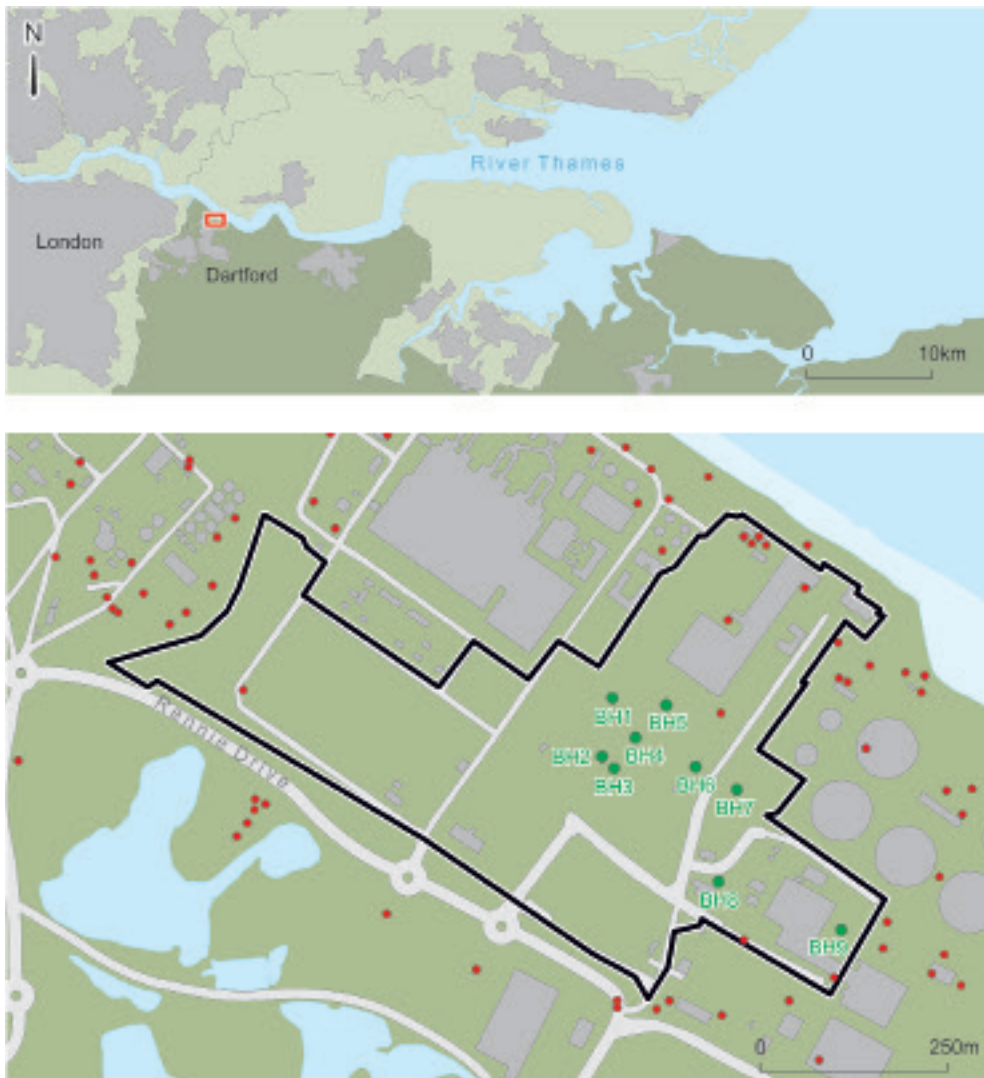 N
River Thames
London
Dartford
0 10km
Rennie Drive
BH1
BH5
BH4
BH2
BH3
BH6
BH7
BH8
BH9
0 250m